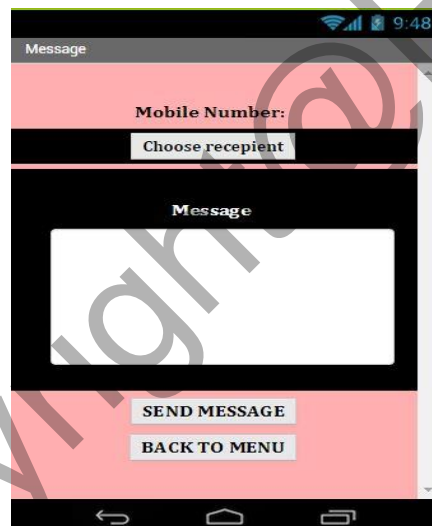 9:48
Message
Mobile Number:
Choose recepient
Message
SEND MESSAGE
BACK TO MENU